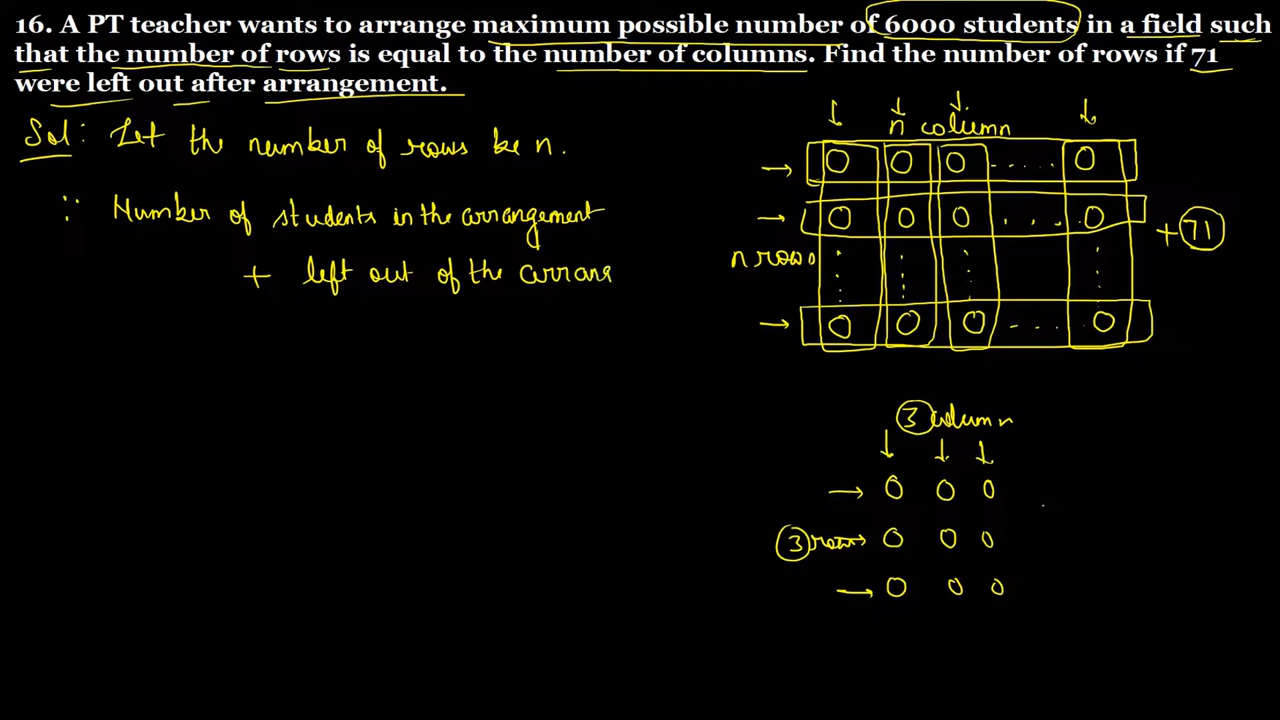 16. A PT teacher wants to arrange maximum possible number of 6000 students in a field such
that the number of rows is equal to the number of columns. Find the number of rows if 71
were left out after arrangement.
Sol: Let the number of rows be n.
∵ Number of students in the arrangement
+ left out of the arrans
n column
n rows
+ 71
3 column
3 rows